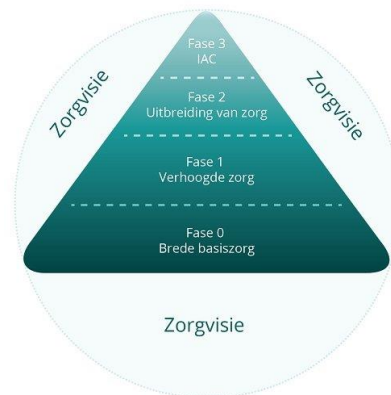 Fase 3
IAC
Zorgvisie
Zorgvisie
Fase 2
Uitbreiding van zorg
Fase 1
Verhoogde zorg
Fase 0
Brede basiszorg
Zorgvisie